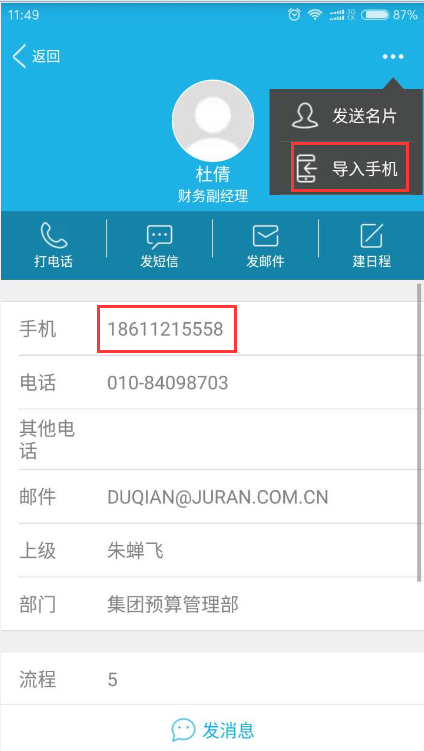 11:49
3G
1X
87%
返回
发送名片
导入手机
杜倩
财务副经理
打电话
发短信
发邮件
建日程
手机 18611215558
电话 010-84098703
其他电
话
邮件 DUQIAN@JURAN.COM.CN
上级 朱蝉飞
部门 集团预算管理部
流程 5
发消息